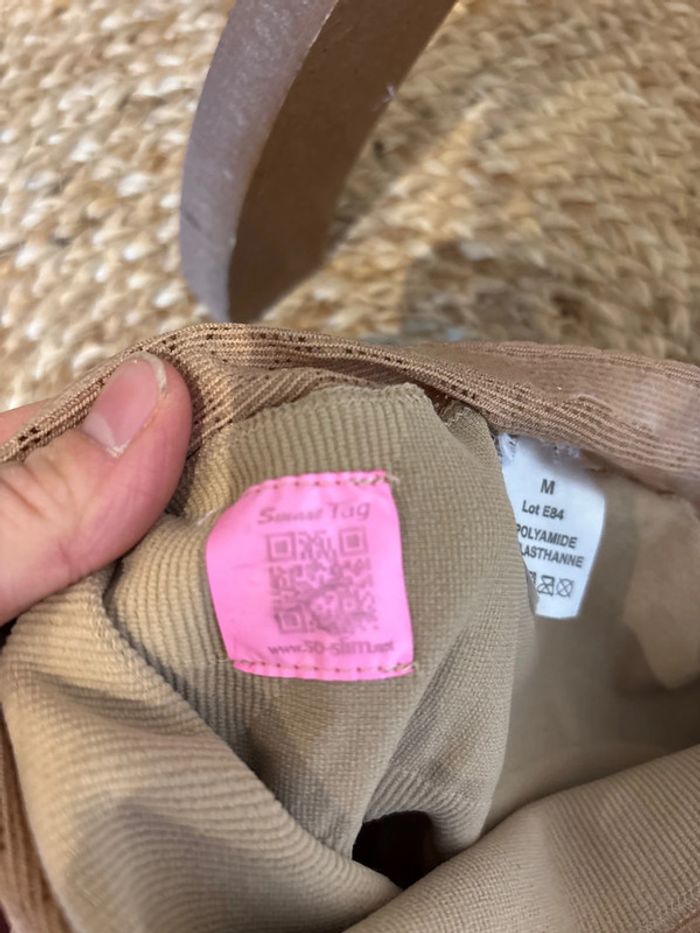 Smart Tag
www.so-slim.net
M
Lot E84
POLYAMIDE
LASTHANNE